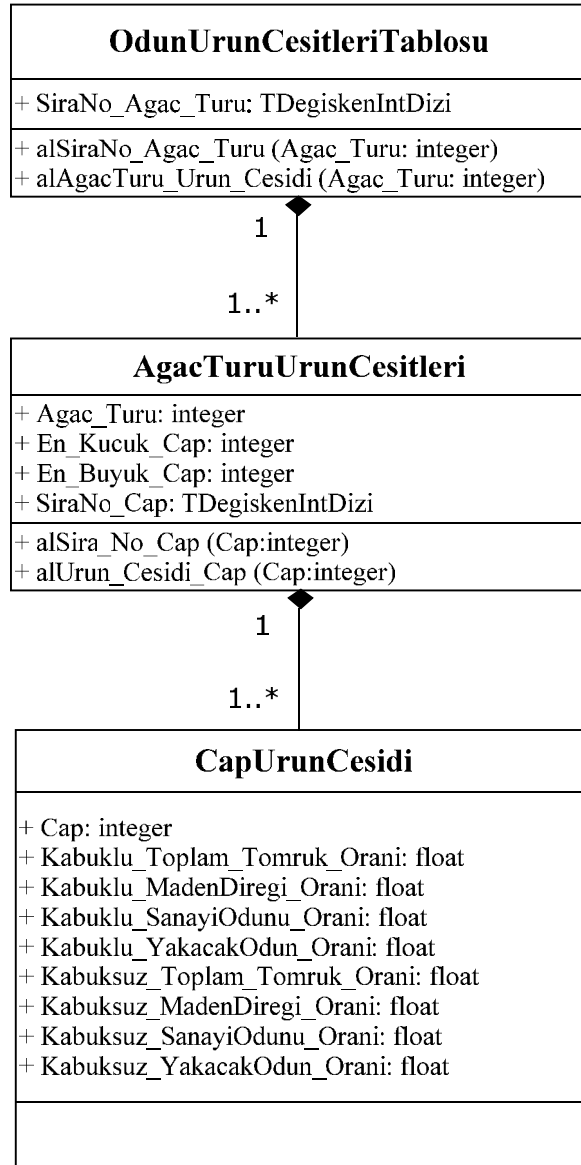 OdunUrunCesitleriTablosu
+ SiraNo_Agac_Turu: TDegiskenIntDizi
+ alSiraNo_Agac_Turu (Agac_Turu: integer)
+ alAgacTuru_Urun_Cesidi (Agac_Turu: integer)
1
1..*
AgacTuruUrunCesitleri
+ Agac_Turu: integer
+ En_Kucuk_Cap: integer
+ En_Buyuk_Cap: integer
+ SiraNo_Cap: TDegiskenIntDizi
+ alSira_No_Cap (Cap:integer)
+ alUrun_Cesidi_Cap (Cap:integer)
1
1..*
CapUrunCesidi
+ Cap: integer
+ Kabuklu_Toplam_Tomruk_Orani: float
+ Kabuklu_MadenDiregi_Orani: float
+ Kabuklu_SanayiOdunu_Orani: float
+ Kabuklu_YakacakOdun_Orani: float
+ Kabuksuz_Toplam_Tomruk_Orani: float
+ Kabuksuz_MadenDiregi_Orani: float
+ Kabuksuz_SanayiOdunu_Orani: float
+ Kabuksuz_YakacakOdun_Orani: float